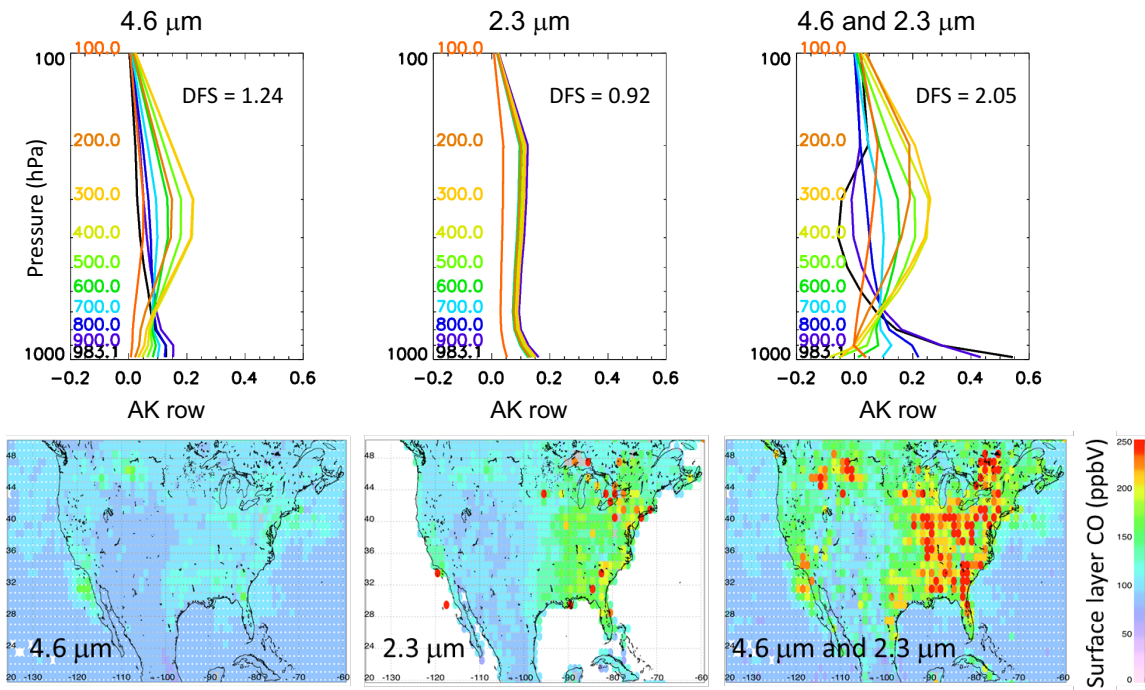 4.6 μm
2.3 μm
4.6 and 2.3 μm
100 100.0
DFS = 1.24
200.0
300.0
400.0
500.0
600.0
700.0
800.0
900.0
1000 983.1
−0.2 0.0 0.2 0.4 0.6
AK row
Pressure (hPa)
100 100.0
DFS = 0.92
200.0
300.0
400.0
500.0
600.0
700.0
800.0
900.0
1000 983.1
−0.2 0.0 0.2 0.4 0.6
AK row
100 100.0
DFS = 2.05
200.0
300.0
400.0
500.0
600.0
700.0
800.0
900.0
1000 983.1
−0.2 0.0 0.2 0.4 0.6
AK row
48
44
40
36
32
28
24
4.6 μm
20 -130 -120 -110 -100 -90 -80 -70 -60
48
44
40
36
32
28
24
2.3 μm
20 -130 -120 -110 -100 -90 -80 -70 -60
48
44
40
36
32
28
24
4.6 μm and 2.3 μm
20 -130 -120 -110 -100 -90 -80 -70 -60
Surface layer CO (ppbV)
250
200
150
100
50
0